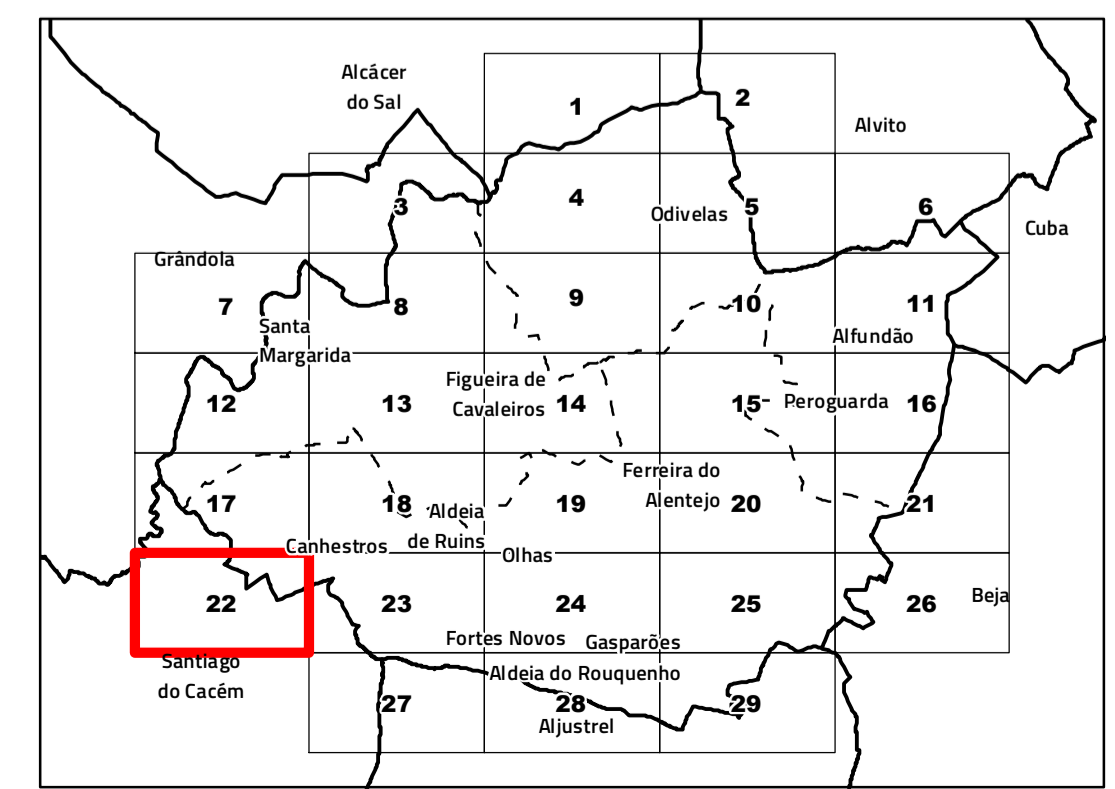 Alcácer
do Sal
1
2
Alvito
3
4
Odivelas
5
6
Cuba
Grândola
7
Santa
Margarida
8
9
10
11
Alfundão
12
13
Figueira de
Cavaleiros
14
15
Peroguarda
16
17
18
Aldeia
de Ruins
19
Ferreira do
Alentejo
20
21
Canhestros
Olhas
22
23
24
25
26
Beja
Fortes Novos
Gasparões
Santiago
do Cacém
Aldeia do Rouquenho
27
28
29
Aljustrel